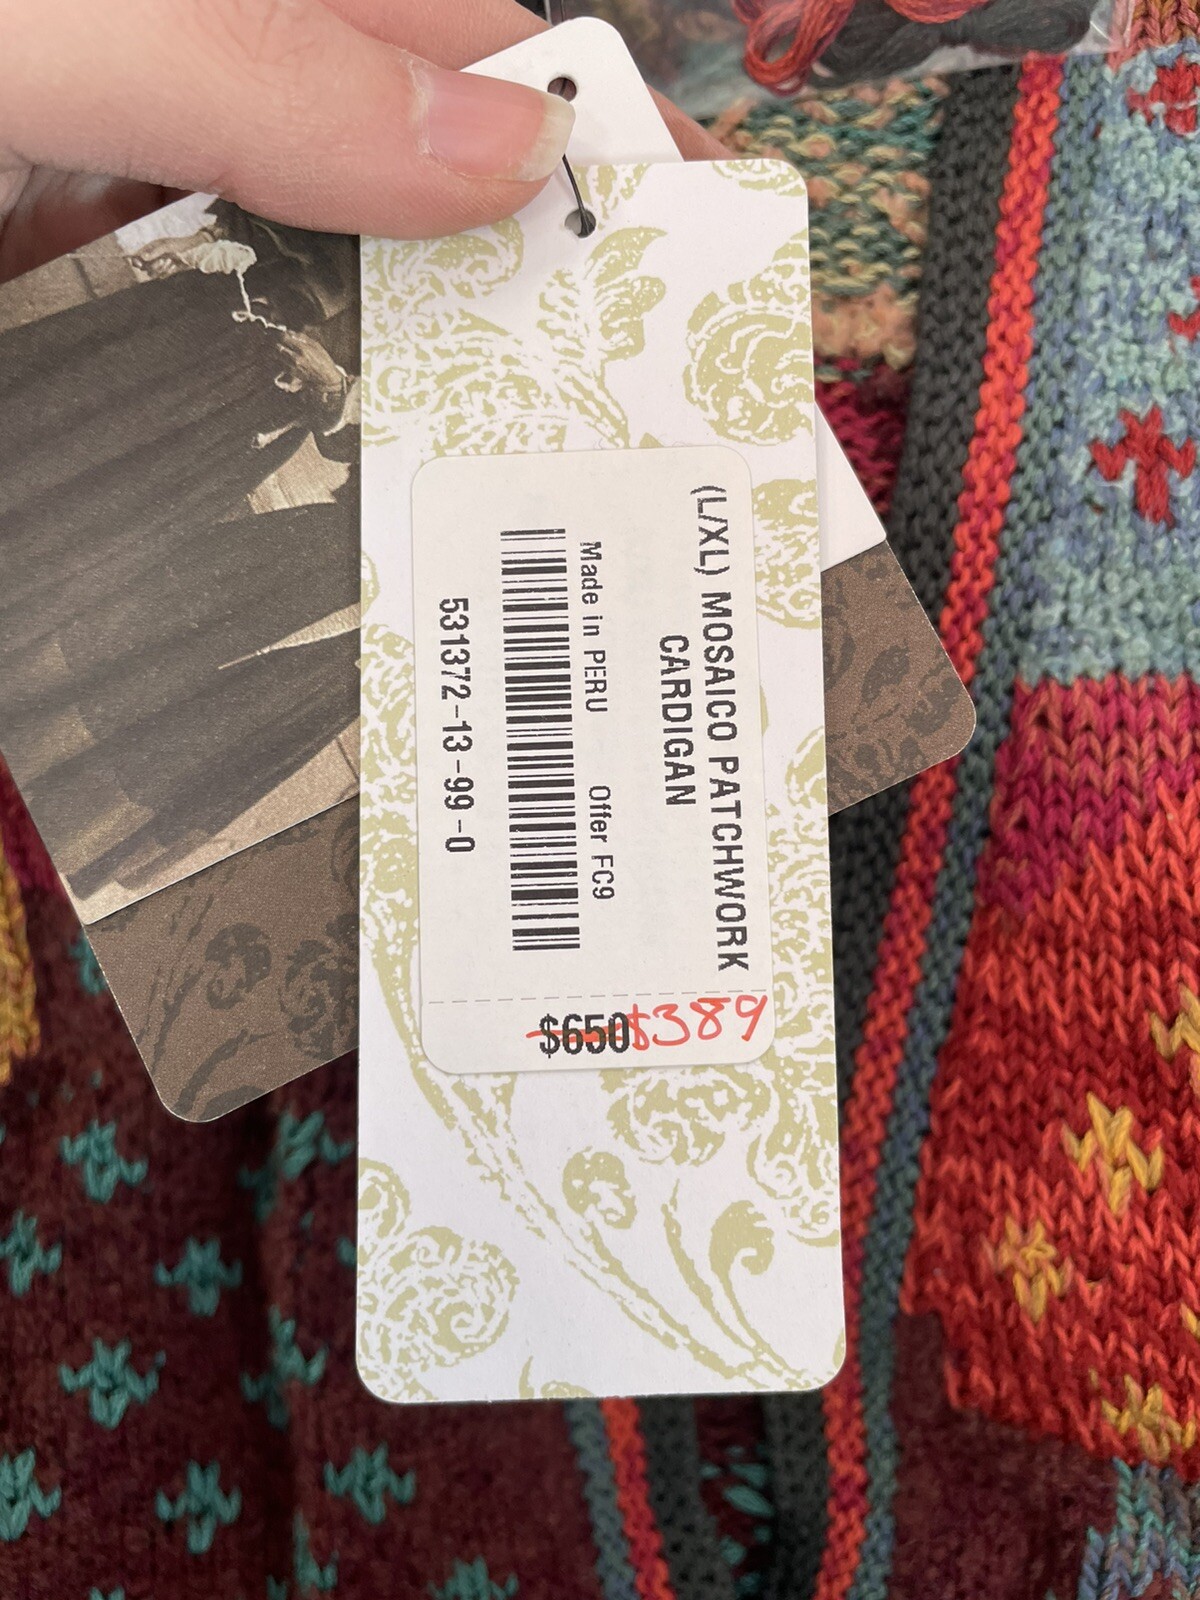 (L/XL) MOSAICO PATCHWORK
CARDIGAN
Made in PERU Offer FC9
531372-13-99-0
$650 $389